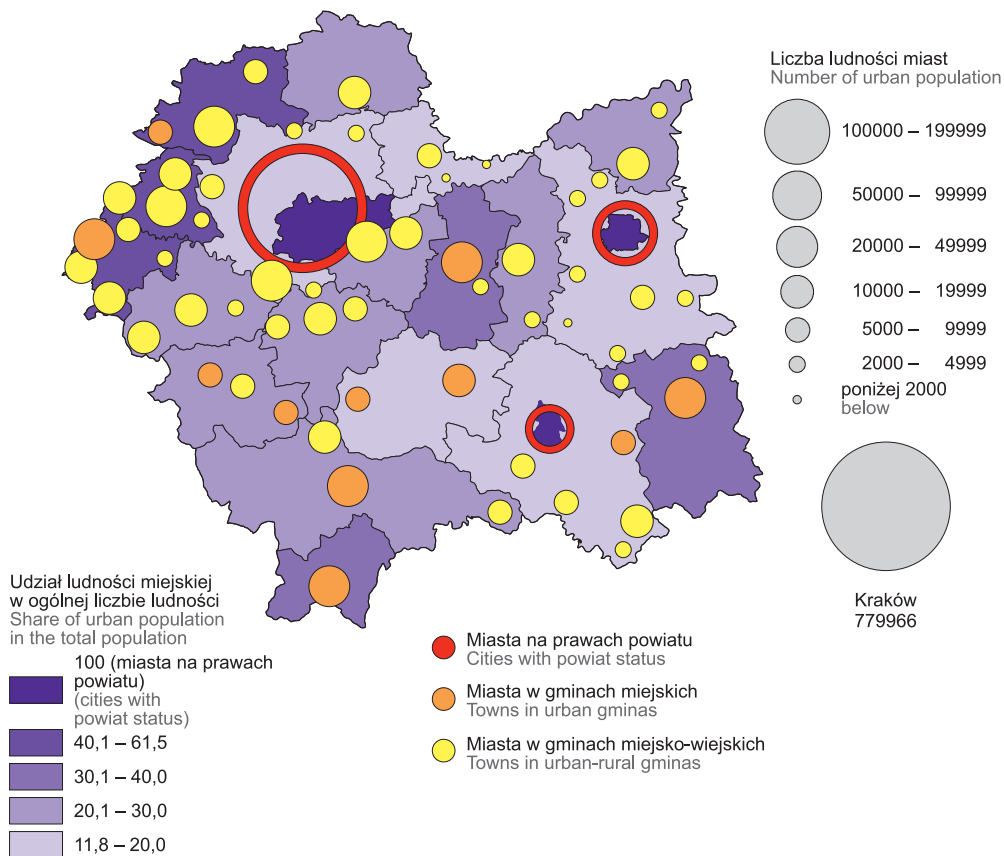 Liczba ludności miast
Number of urban population
100000 – 199999
50000 – 99999
20000 – 49999
10000 – 19999
5000 – 9999
2000 – 4999
poniżej 2000
below
Kraków
779966
Udział ludności miejskiej
w ogólnej liczbie ludności
Share of urban population
in the total population
100 (miasta na prawach
powiatu)
(cities with
powiat status)
40,1 – 61,5
30,1 – 40,0
20,1 – 30,0
11,8 – 20,0
Miasta na prawach powiatu
Cities with powiat status
Miasta w gminach miejskich
Towns in urban gminas
Miasta w gminach miejsko-wiejskich
Towns in urban-rural gminas